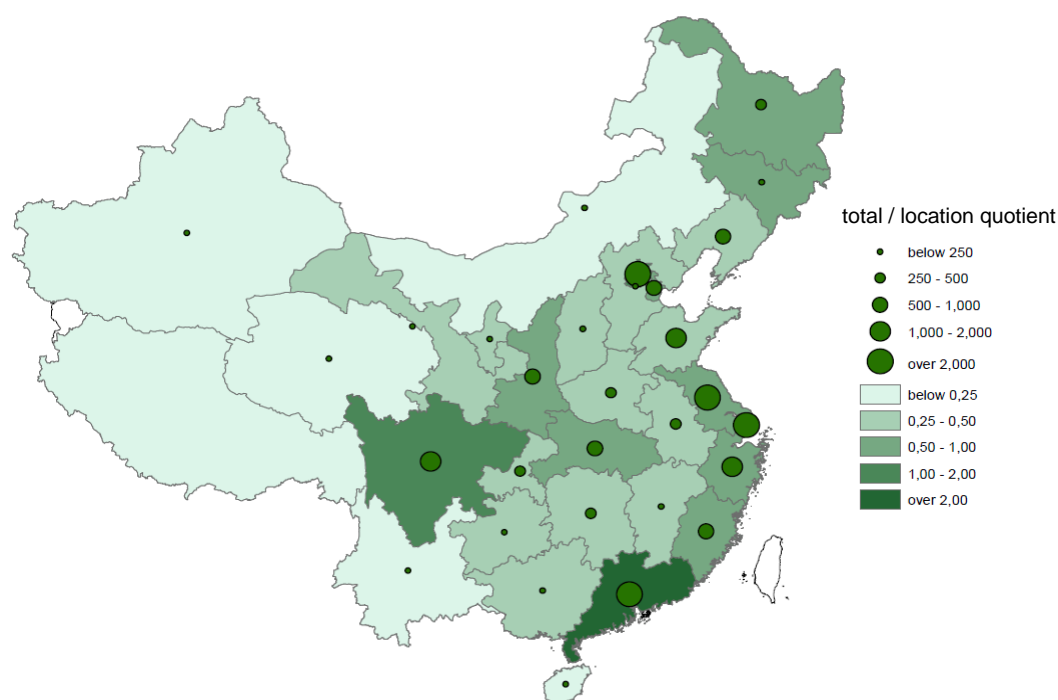 total / location quotient
below 250
250 - 500
500 - 1,000
1,000 - 2,000
over 2,000
below 0,25
0,25 - 0,50
0,50 - 1,00
1,00 - 2,00
over 2,00